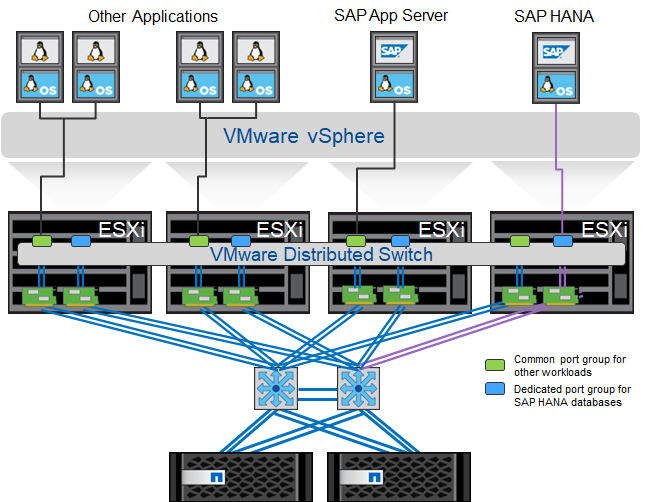 Other Applications
SAP App Server
SAP HANA
SAP
SAP
OS
OS
OS
OS
OS
OS
VMware vSphere
ESXi
ESXi
ESXi
ESXi
VMware Distributed Switch
Common port group for
other workloads
Dedicated port group for
SAP HANA databases